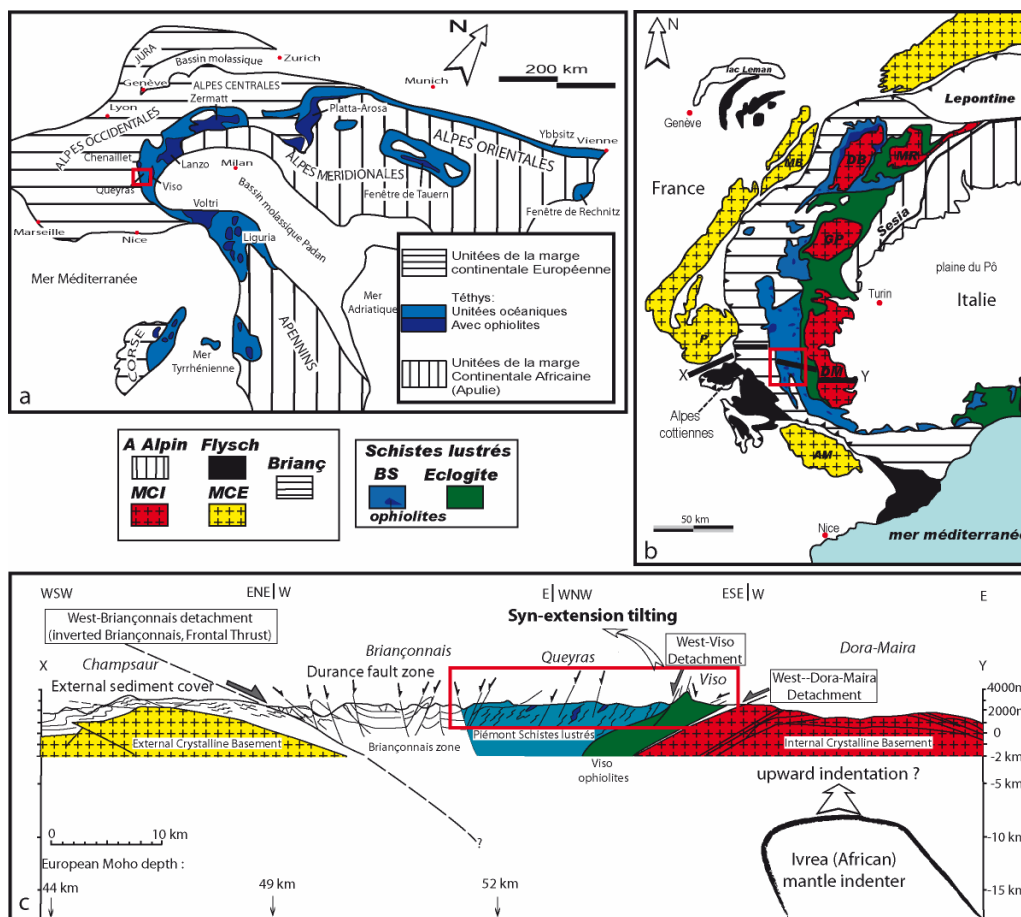 N
200 km
JURA
Bassin molassique
Zurich
Munich
Genève
ALPES CENTRALES
Zermatt
Lyon
ALPES OCCIDENTALES
Platta-Arosa
Ybbsitz
Vienne
Chenaillet
Lanzo
Milan
ALPES MERIDIONALES
ALPES ORIENTALES
Queyras
Viso
Bassin molassique Padan
Fenêtre de Tauern
Voltri
Fenêtre de Rechnitz
Marseille
Nice
Liguria
Mer Méditerranée
Mer
Adriatique
APENNINS
CORSE
Mer
Tyrrhénienne
Unitées de la marge
continentale Européenne
Téthys:
Unitées océaniques
Avec ophiolites
Unitées de la marge
Continentale Africaine
(Apulie)
a
N
lac Leman
Genève
Lepontine
MB
DB
MR
France
Sesia
GP
plaine du Pô
Turin
Italie
P
X
DM
Y
Alpes
cottiennes
AM
50 km
Nice
mer méditerranée
b
A Alpin
Flysch
Brianç
MCI
MCE
Schistes lustrés
BS
Eclogite
ophiolites
WSW
ENE
W
E
WNW
ESE
W
E
West-Briançonnais detachment
(inverted Briançonnais, Frontal Thrust)
Syn-extension tilting
West-Viso
Detachment
X
Champsaur
Briançonnais
Queyras
Viso
Dora-Maira
Y
External sediment cover
Durance fault zone
West--Dora-Maira
Detachment
4000m
2000m
0
-2 km
External Crystalline Basement
Briançonnais zone
Piémont Schistes lustrés
Internal Crystalline Basement
Viso
ophiolites
upward indentation ?
-5 km
0
10 km
?
-10km
European Moho depth :
Ivrea (African)
mantle indenter
44 km
49 km
52 km
-15km
c